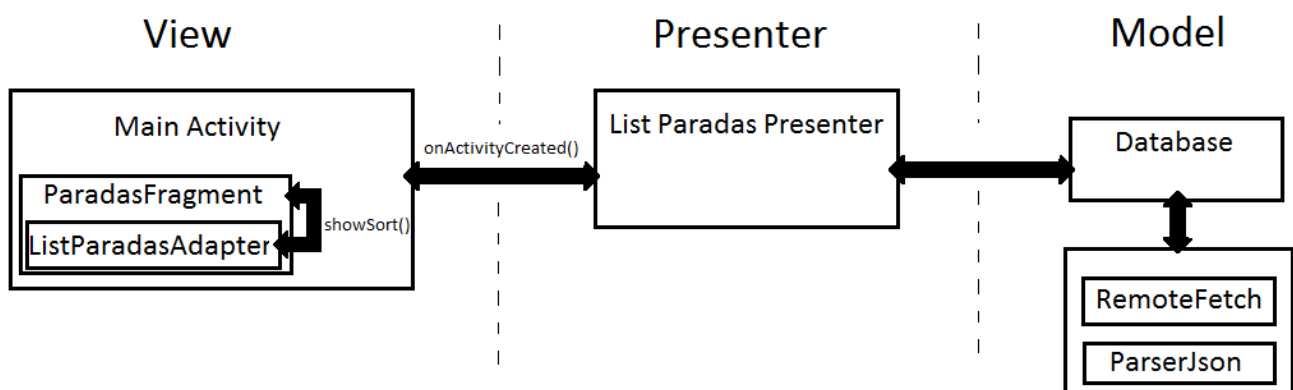 View
Presenter
Model
Main Activity
ParadasFragment
ListParadasAdapter
showSort()
onActivityCreated()
List Paradas Presenter
Database
RemoteFetch
ParserJson